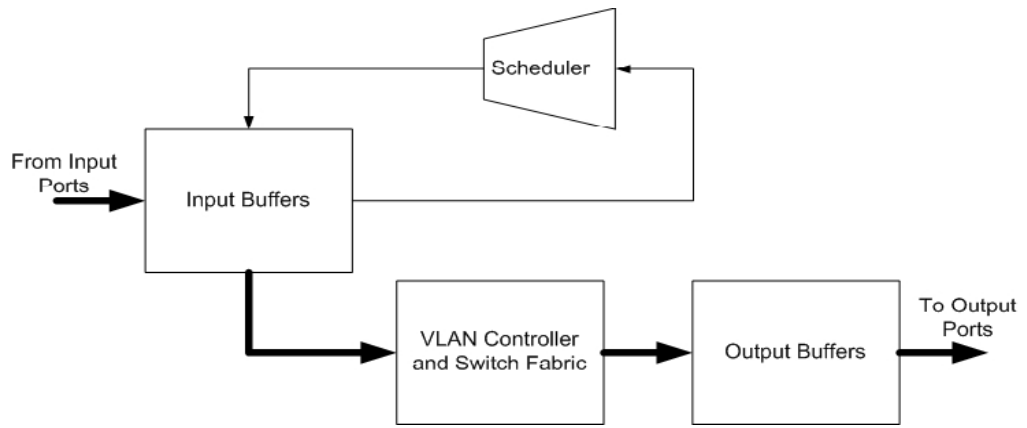 Scheduler
From Input
Ports
Input Buffers
VLAN Controller
and Switch Fabric
Output Buffers
To Output
Ports